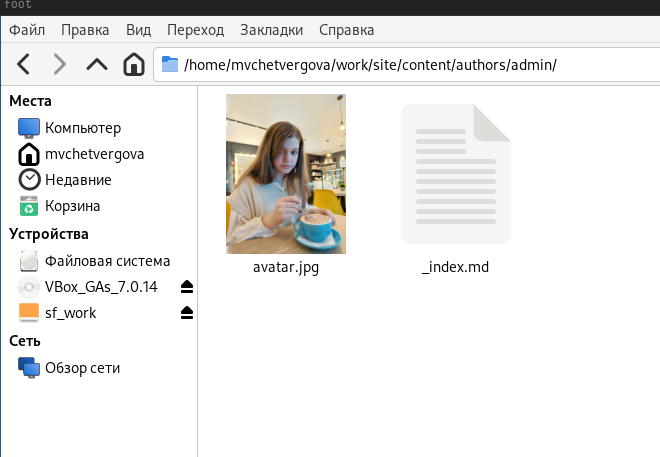 foot
Файл Правка Вид Переход Закладки Справка
/home/mvchetvergova/work/site/content/authors/admin/
Места
Компьютер
mvchetvergova
Недавние
Корзина
Устройства
Файловая система
VBox_GAs_7.0.14
sf_work
Сеть
Обзор сети
avatar.jpg
_index.md